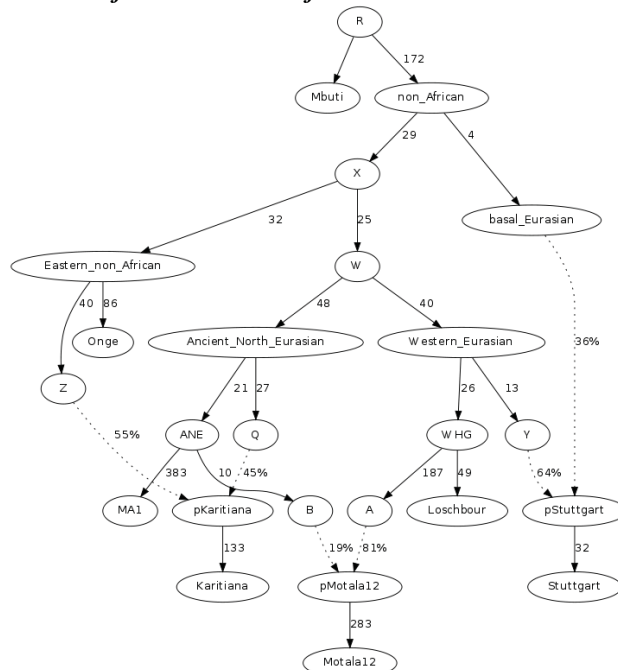 R
172
Mbuti
non_African
29
4
X
32
25
basal_Eurasian
Eastern_non_African
W
40
86
48
40
Onge
Ancient_North_Eurasian
Western_Eurasian
36%
Z
21
27
26
13
55%
ANE
Q
WHG
Y
383
10
45%
187
49
64%
MA1
pKaritiana
B
A
Loschbour
pStuttgart
133
19%
81%
32
Karitiana
pMotala12
Stuttgart
283
Motala12